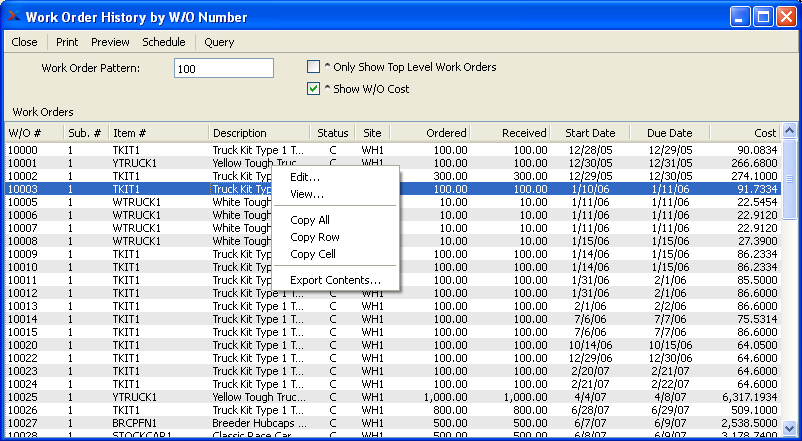 Work Order History by W/O Number
Close Print Preview Schedule Query
Work Order Pattern: 100
^ Only Show Top Level Work Orders
^ Show W/O Cost
Work Orders
W/O # Sub. # Item # Description Status Site Ordered Received Start Date Due Date Cost
10000 1 TKIT1 Truck Kit Type 1 T... C WH1 100.00 100.00 12/28/05 12/29/05 90.0834
10001 1 YTRUCK1 Yellow Tough Truc... C WH1 100.00 100.00 12/30/05 12/31/05 266.6800
10002 1 TKIT1 Truck Kit Typ 300.00 300.00 12/29/05 12/30/05 274.1000
10003 1 TKIT1 Truck Kit Typ 100.00 100.00 1/10/06 1/11/06 91.7334
10005 1 WTRUCK1 White Tough 10.00 10.00 1/11/06 1/11/06 22.5454
10006 1 WTRUCK1 White Tough 10.00 10.00 1/11/06 1/11/06 22.9120
10007 1 WTRUCK1 White Tough 10.00 10.00 1/11/06 1/11/06 22.9120
10008 1 WTRUCK1 White Tough 10.00 10.00 1/15/06 1/15/06 27.3900
10009 1 TKIT1 Truck Kit Typ 100.00 100.00 1/14/06 1/14/06 86.2334
10010 1 TKIT1 Truck Kit Typ 100.00 100.00 1/14/06 1/14/06 86.2334
10011 1 TKIT1 Truck Kit Typ 100.00 100.00 1/31/06 2/1/06 85.5000
10012 1 TKIT1 Truck Kit Type 1 T... C WH1 100.00 100.00 1/31/06 1/31/06 86.6000
10013 1 TKIT1 Truck Kit Type 1 T... C WH1 100.00 100.00 2/1/06 2/2/06 86.6000
10014 1 TKIT1 Truck Kit Type 1 T... C WH1 100.00 100.00 7/6/06 7/7/06 75.5314
10015 1 TKIT1 Truck Kit Type 1 T... C WH1 100.00 100.00 7/6/06 7/7/06 86.6000
10020 1 TKIT1 Truck Kit Type 1 T... C WH1 100.00 100.00 10/14/06 10/15/06 64.0500
10022 1 TKIT1 Truck Kit Type 1 T... C WH1 100.00 100.00 12/29/06 12/30/06 64.6000
10023 1 TKIT1 Truck Kit Type 1 T... C WH1 100.00 100.00 2/20/07 2/21/07 64.6000
10024 1 TKIT1 Truck Kit Type 1 T... C WH1 100.00 100.00 2/21/07 2/22/07 64.6000
10025 1 YTRUCK1 Yellow Tough Truc... C WH1 1,000.00 1,000.00 4/4/07 4/8/07 6,317.1934
10026 1 TKIT1 Truck Kit Type 1 T... C WH1 800.00 800.00 6/28/07 6/29/07 509.1000
10027 1 BRCPFN1 Breeder Hubcaps ... C WH1 500.00 500.00 6/6/07 6/6/07 2,538.5000
10028 1 STOCKCAR1 Classic Race Car ... C WH1 500.00 500.00 6/8/07 6/9/07 3,178.7400
Edit...
View...
Copy All
Copy Row
Copy Cell
Export Contents...